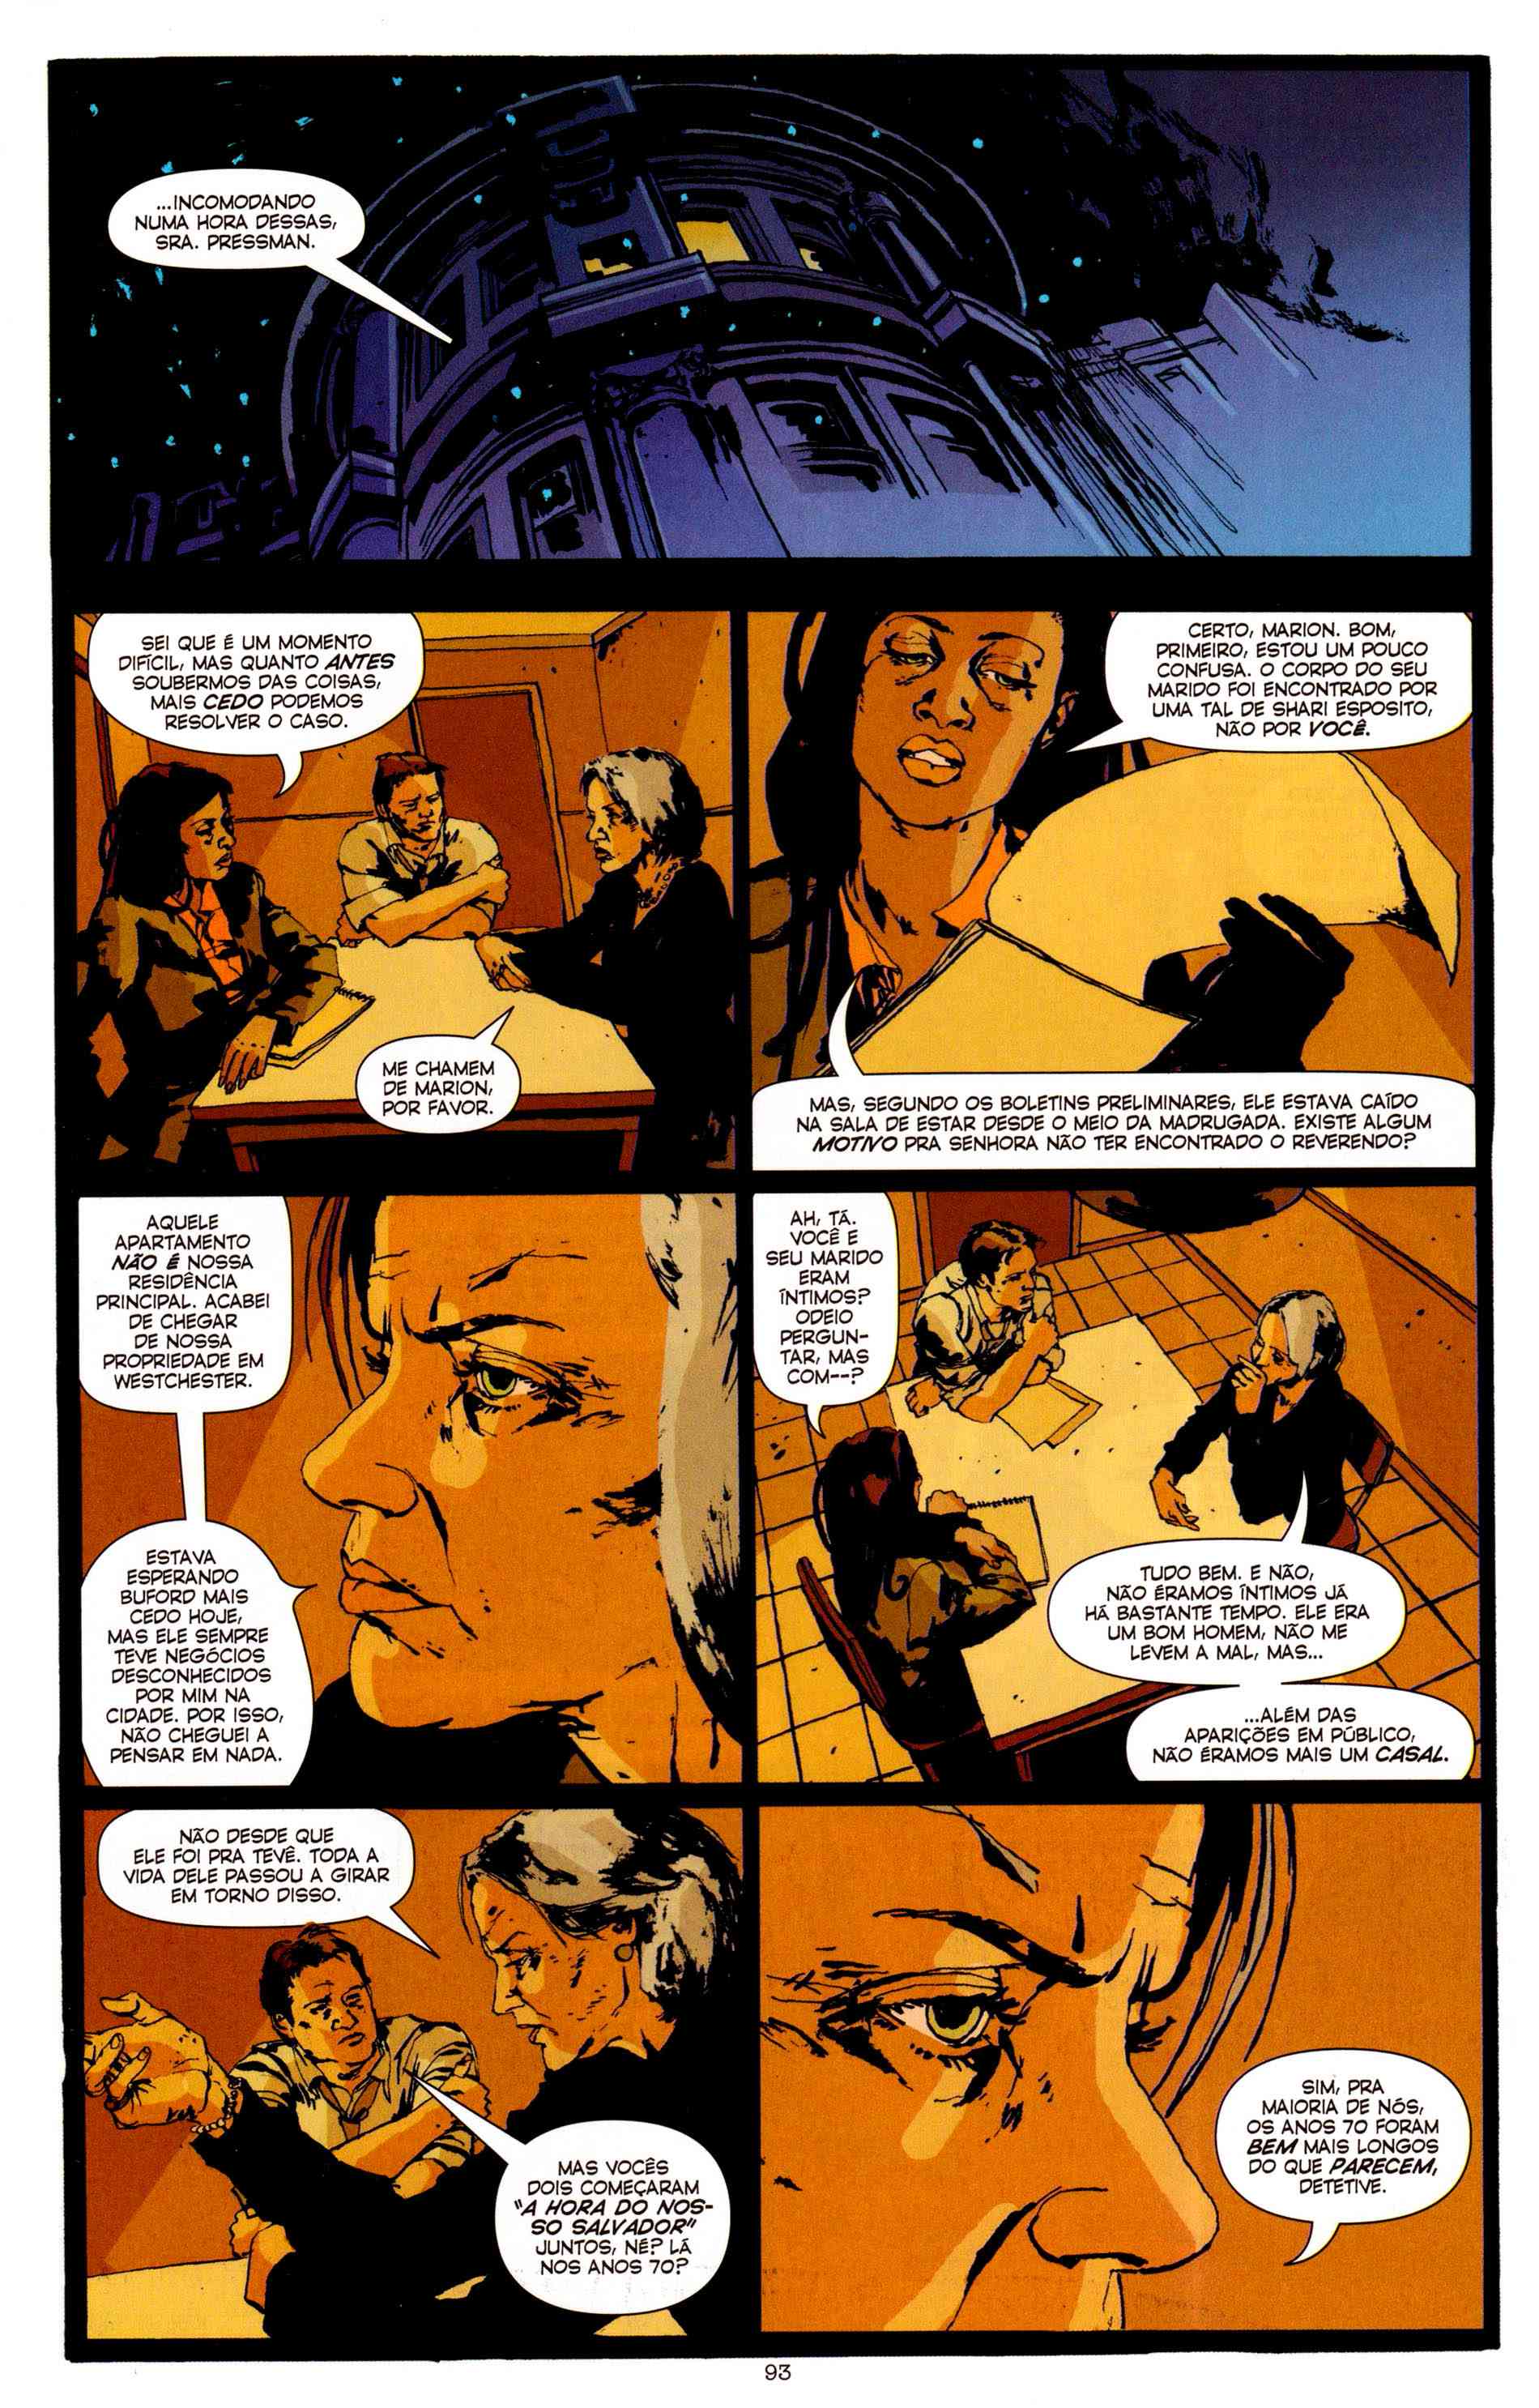 ...INCOMODANDO
NUMA HORA DESSAS,
SRA. PRESSMAN.
SEI QUE É UM MOMENTO
DIFÍCIL, MAS QUANTO ANTES
SOUBERMOS DAS COISAS,
MAIS CEDO PODEMOS
RESOLVER O CASO.
ME CHAMEM
DE MARION,
POR FAVOR.
CERTO, MARION. BOM,
PRIMEIRO, ESTOU UM POUCO
CONFUSA. O CORPO DO SEU
MARIDO FOI ENCONTRADO POR
UMA TAL DE SHARI ESPOSITO,
NÃO POR VOCÊ.
MAS, SEGUNDO OS BOLETINS PRELIMINARES, ELE ESTAVA CAÍDO
NA SALA DE ESTAR DESDE O MEIO DA MADRUGADA. EXISTE ALGUM
MOTIVO PRA SENHORA NÃO TER ENCONTRADO O REVERENDO?
AQUELE
APARTAMENTO
NÃO É NOSSA
RESIDÊNCIA
PRINCIPAL. ACABEI
DE CHEGAR
DE NOSSA
PROPRIEDADE EM
WESTCHESTER.
ESTAVA
ESPERANDO
BUFORD MAIS
CEDO HOJE,
MAS ELE SEMPRE
TEVE NEGÓCIOS
DESCONHECIDOS
POR MIM NA
CIDADE. POR ISSO,
NÃO CHEGUEI A
PENSAR EM NADA.
AH, TÁ.
VOCÊ E
SEU MARIDO
ERAM
ÍNTIMOS?
ODEIO
PERGUN-
TAR, MAS
COM--?
TUDO BEM. E NÃO,
NÃO ÉRAMOS ÍNTIMOS JÁ
HÁ BASTANTE TEMPO. ELE ERA
UM BOM HOMEM, NÃO ME
LEVEM A MAL, MAS...
...ALÉM DAS
APARIÇÕES EM PÚBLICO,
NÃO ÉRAMOS MAIS UM CASAL.
NÃO DESDE QUE
ELE FOI PRA TEVÊ. TODA A
VIDA DELE PASSOU A GIRAR
EM TORNO DISSO.
MAS VOCÊS
DOIS COMEÇARAM
"A HORA DO NOS-
SO SALVADOR"
JUNTOS, NÉ? LÁ
NOS ANOS 70?
SIM, PRA
MAIORIA DE NÓS,
OS ANOS 70 FORAM
BEM MAIS LONGOS
DO QUE PARECEM,
DETETIVE.
93